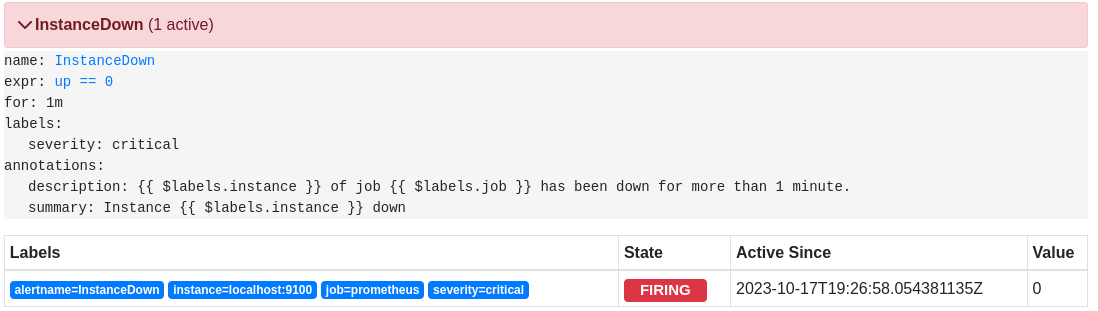 InstanceDown (1 active)
name: InstanceDown
expr: up == 0
for: 1m
labels:
severity: critical
annotations:
description: {{ $labels.instance }} of job {{ $labels.job }} has been down for more than 1 minute.
summary: Instance {{ $labels.instance }} down
Labels State Active Since Value
alertname=InstanceDown instance=localhost:9100 job=prometheus severity=critical FIRING 2023-10-17T19:26:58.054381135Z 0